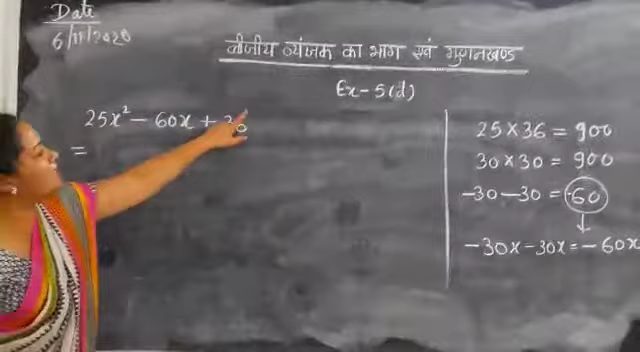 Date
6/11/2020
बीजीय व्यंजक का भाग एवं गुणनखण्ड
Ex-5(d)
25x² - 60x + 36
=
25 × 36 = 900
30 × 30 = 900
-30 -30 = -60
↓
-30x -30x = -60x